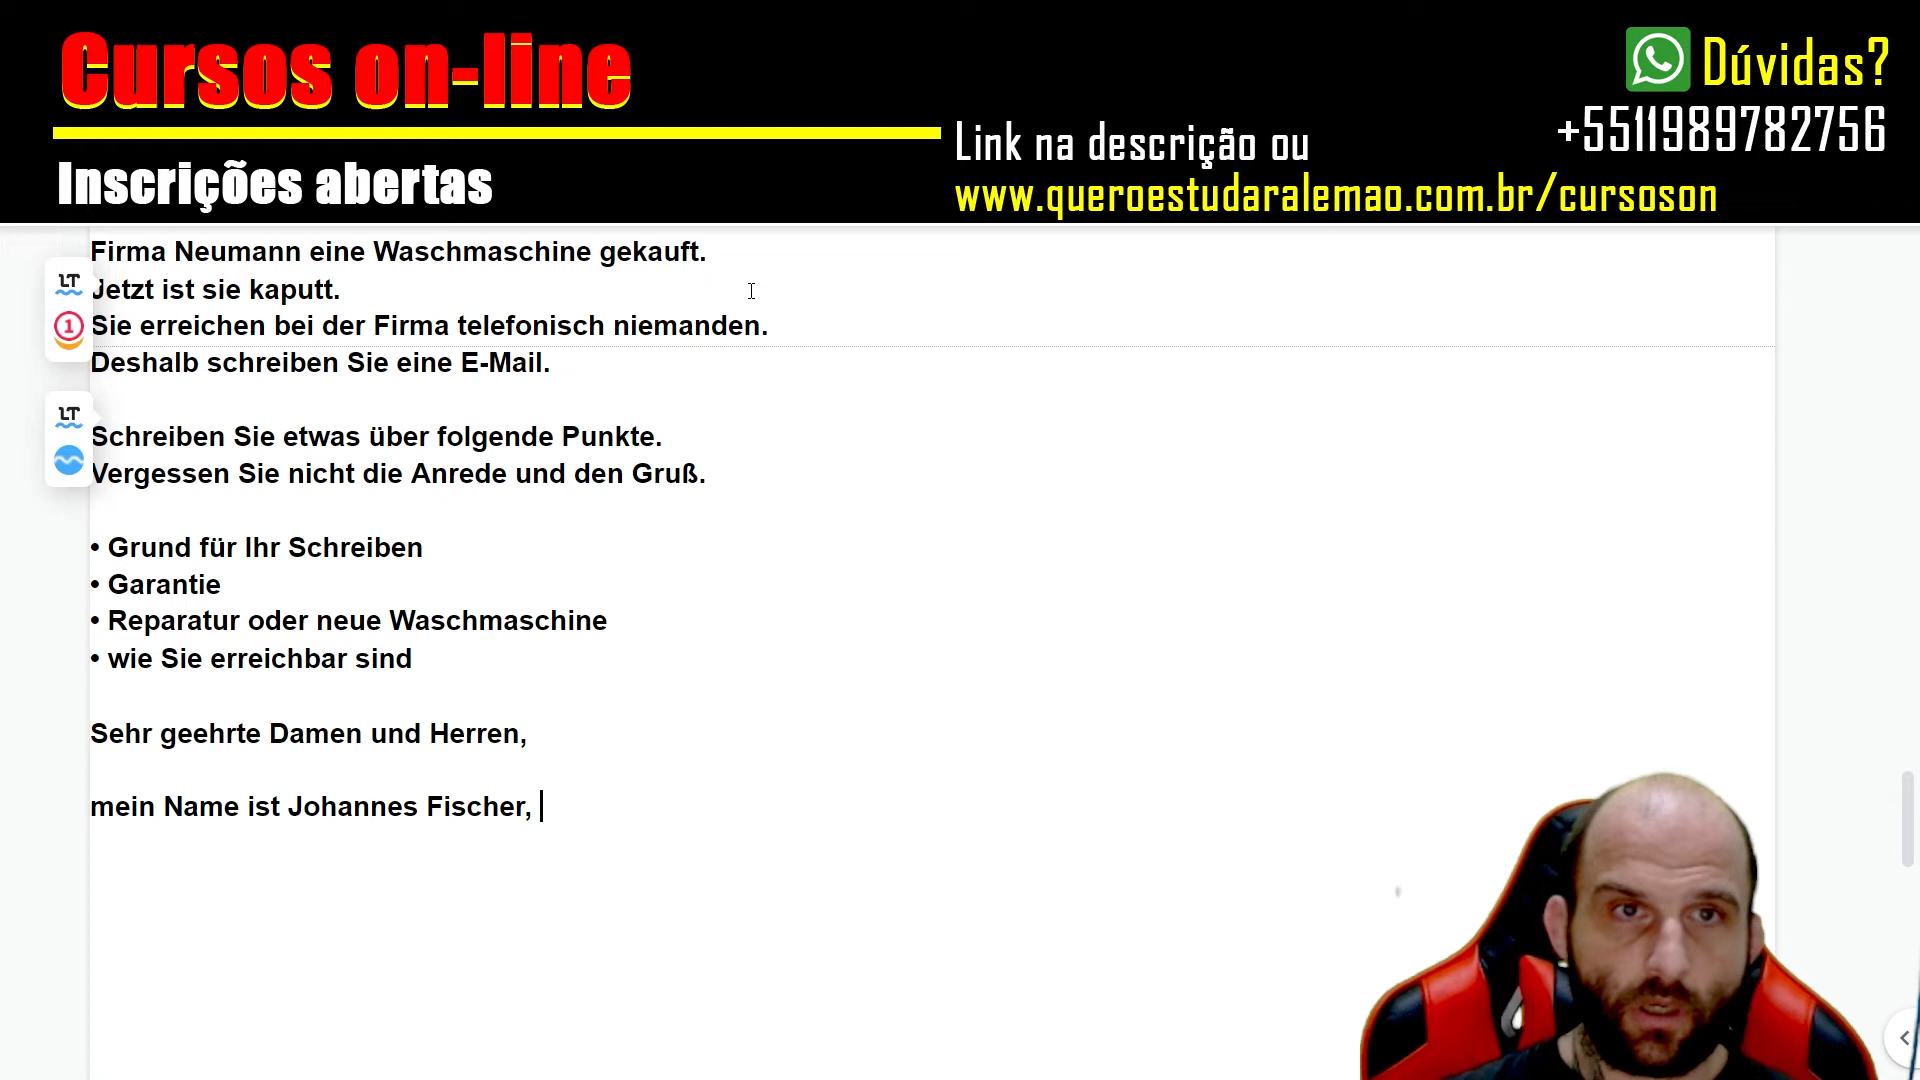 Cursos on-line
Inscrições abertas
Link na descrição ou
www.queroestudaralemao.com.br/cursoson
Dúvidas?
+5511989782756
Firma Neumann eine Waschmaschine gekauft.
Jetzt ist sie kaputt.
Sie erreichen bei der Firma telefonisch niemanden.
Deshalb schreiben Sie eine E-Mail.
Schreiben Sie etwas über folgende Punkte.
Vergessen Sie nicht die Anrede und den Gruß.
• Grund für Ihr Schreiben
• Garantie
• Reparatur oder neue Waschmaschine
• wie Sie erreichbar sind
Sehr geehrte Damen und Herren,
mein Name ist Johannes Fischer,
LT
1
LT